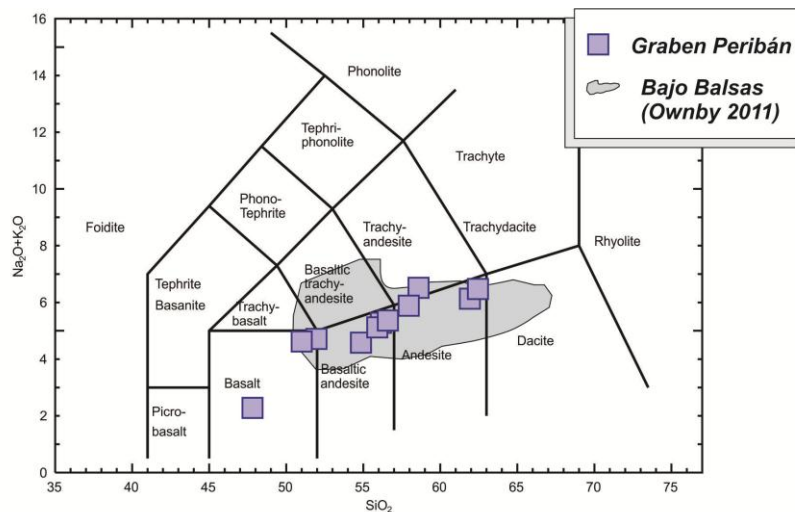 16
14
12
10
8
6
4
2
0
Na₂O+K₂O
35
40
45
50
55
60
65
70
75
SiO₂
Graben Peribán
Bajo Balsas
(Ownby 2011)
Phonolite
Tephri-
phonolite
Trachyte
Phono-
Tephrite
Foidite
Trachy-
andesite
Trachydacite
Rhyolite
Tephrite
Basanite
Basaltic
trachy-
andesite
Trachy-
basalt
Basalt
Basaltic
andesite
Andesite
Dacite
Picro-
basalt